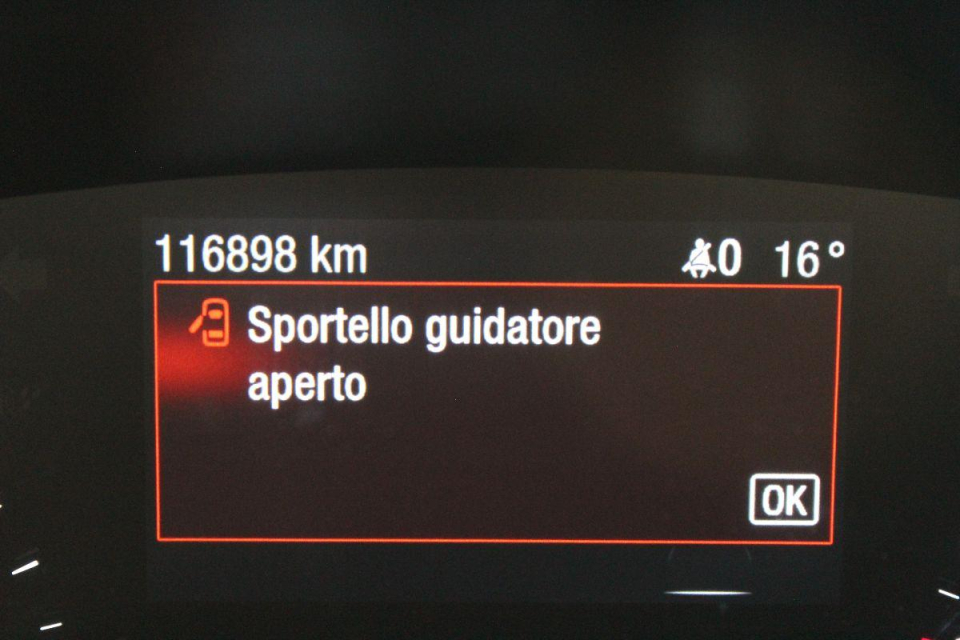 116898 km 0 16°
Sportello guidatore
aperto
OK